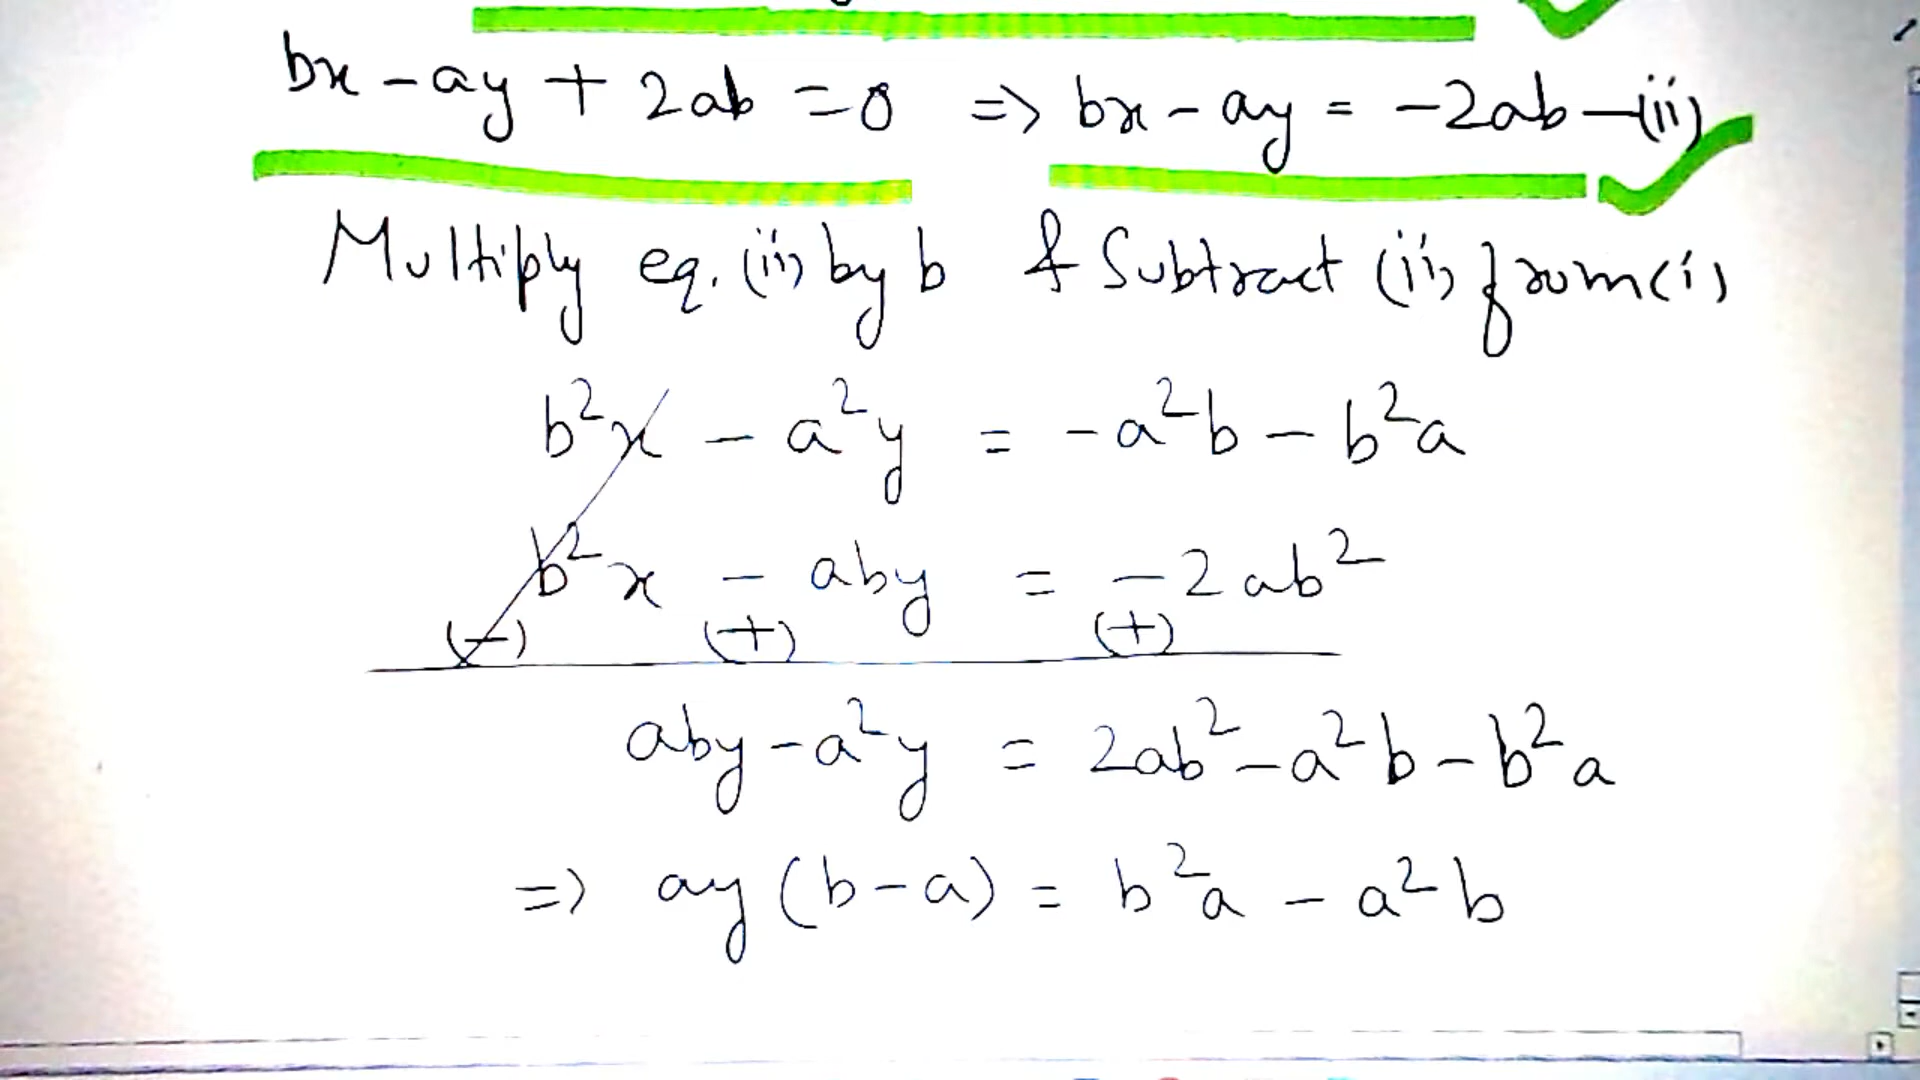 bx - ay + 2ab = 0 => bx - ay = -2ab - (ii)
Multiply eq. (ii) by b & Subtract (ii) from (i)
b²x - a²y = -a²b - b²a
b²x - aby = -2ab²
(-) (+) (+)
aby - a²y = 2ab² - a²b - b²a
=> ay (b - a) = b²a - a²b